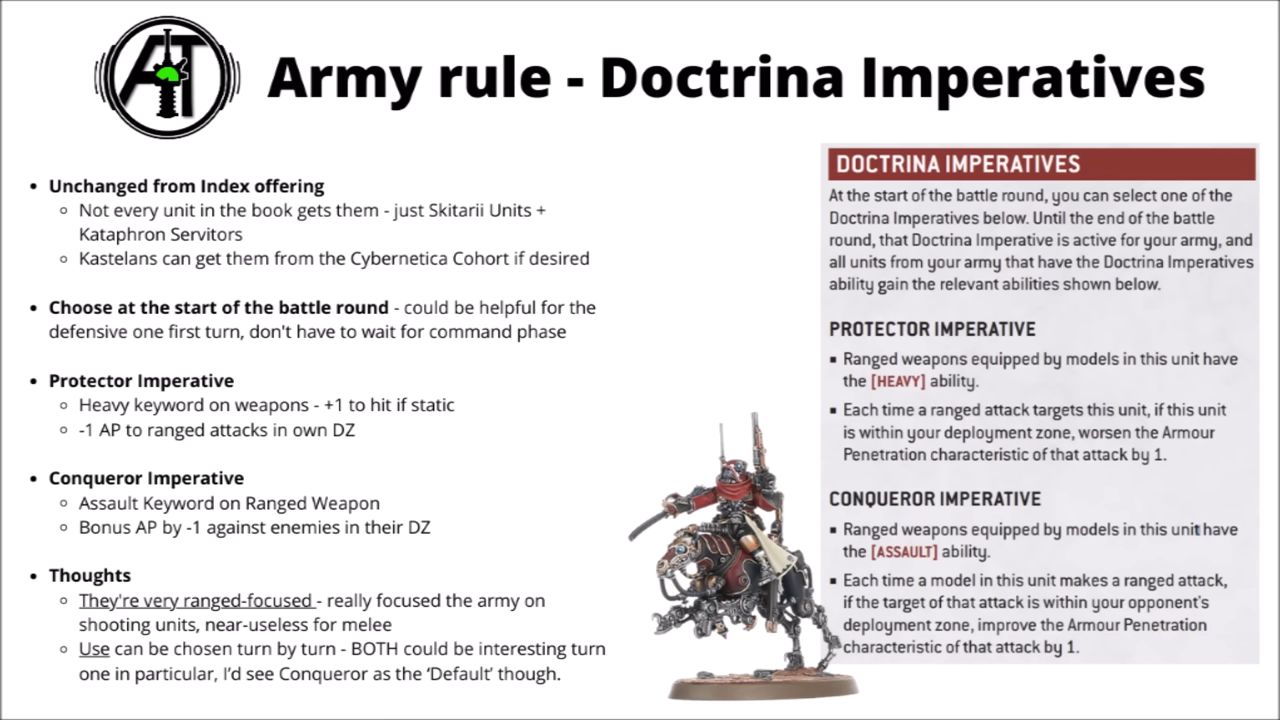 AT
Army rule - Doctrina Imperatives
• Unchanged from Index offering
○ Not every unit in the book gets them - just Skitarii Units +
Kataphron Servitors
○ Kastelans can get them from the Cybernetica Cohort if desired
• Choose at the start of the battle round - could be helpful for the
defensive one first turn, don't have to wait for command phase
• Protector Imperative
○ Heavy keyword on weapons - +1 to hit if static
○ -1 AP to ranged attacks in own DZ
• Conqueror Imperative
○ Assault Keyword on Ranged Weapon
○ Bonus AP by -1 against enemies in their DZ
• Thoughts
○ They're very ranged-focused - really focused the army on
shooting units, near-useless for melee
○ Use can be chosen turn by turn - BOTH could be interesting turn
one in particular, I'd see Conqueror as the ‘Default’ though.
DOCTRINA IMPERATIVES
At the start of the battle round, you can select one of the
Doctrina Imperatives below. Until the end of the battle
round, that Doctrina Imperative is active for your army, and
all units from your army that have the Doctrina Imperatives
ability gain the relevant abilities shown below.
PROTECTOR IMPERATIVE
▪ Ranged weapons equipped by models in this unit have
the [HEAVY] ability.
▪ Each time a ranged attack targets this unit, if this unit
is within your deployment zone, worsen the Armour
Penetration characteristic of that attack by 1.
CONQUEROR IMPERATIVE
▪ Ranged weapons equipped by models in this unit have
the [ASSAULT] ability.
▪ Each time a model in this unit makes a ranged attack,
if the target of that attack is within your opponent's
deployment zone, improve the Armour Penetration
characteristic of that attack by 1.